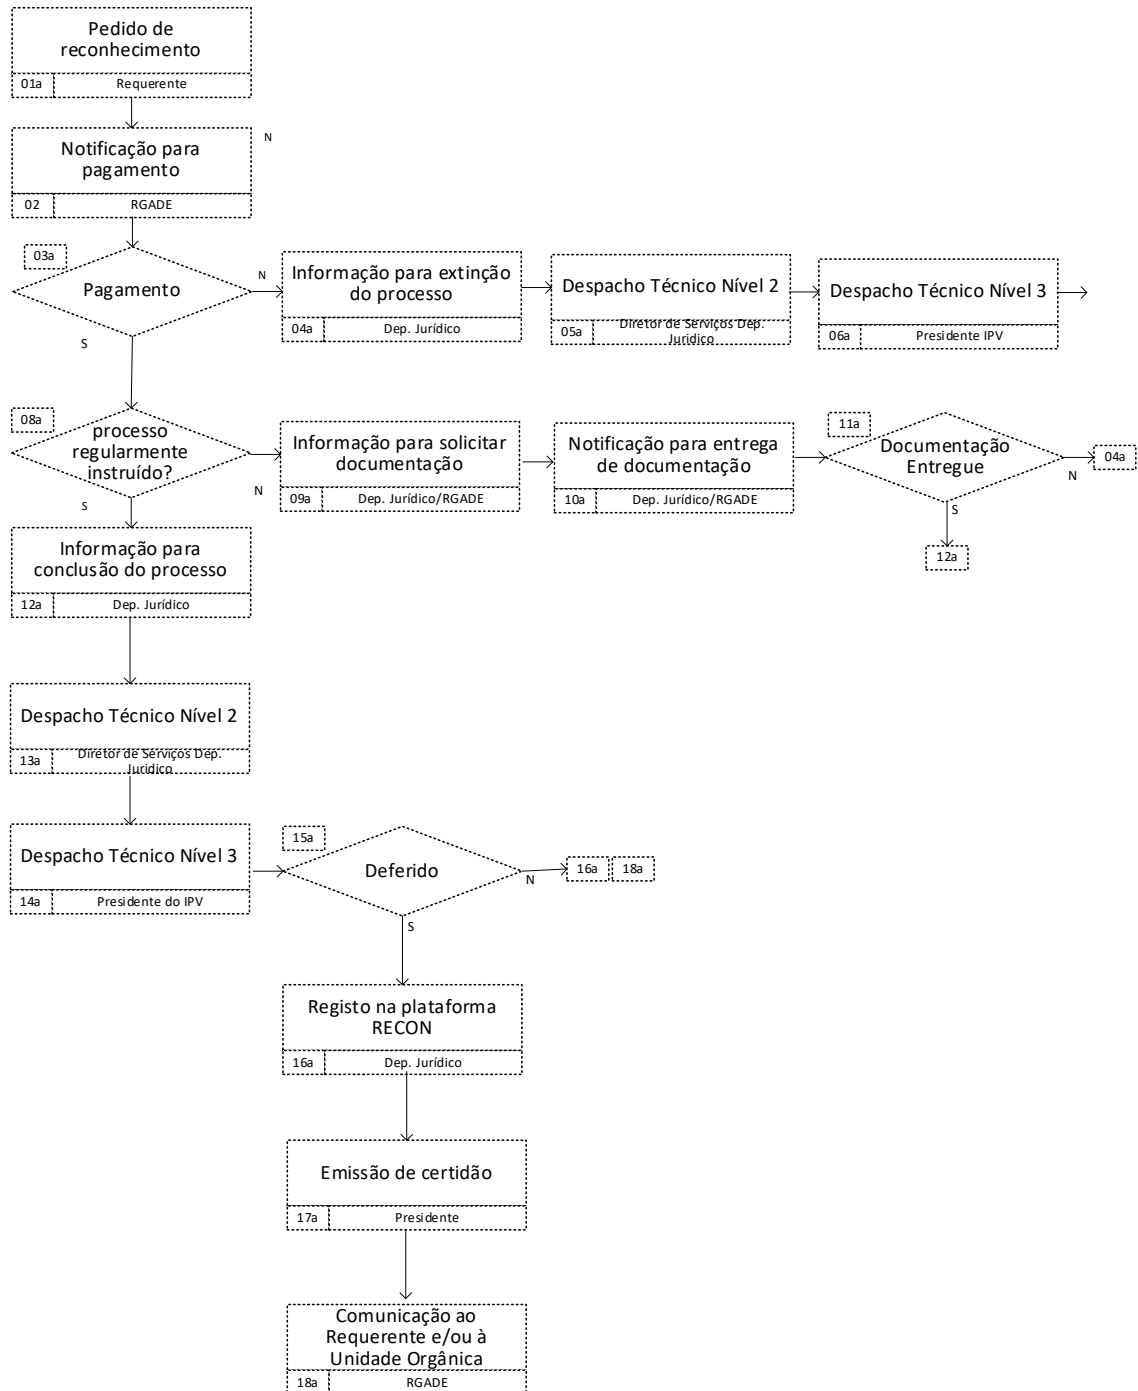 Pedido de
reconhecimento
01a Requerente
N
Notificação para
pagamento
02 RGADE
03a
Pagamento
N
S
Informação para extinção
do processo
04a Dep. Jurídico
Despacho Técnico Nível 2
05a Diretor de Serviços Dep.
Juridico
Despacho Técnico Nível 3
06a Presidente IPV
08a
processo
regularmente
instruído?
N
S
Informação para solicitar
documentação
09a Dep. Jurídico/RGADE
Notificação para entrega
de documentação
10a Dep. Jurídico/RGADE
11a
Documentação
Entregue
N
04a
S
12a
Informação para
conclusão do processo
12a Dep. Jurídico
Despacho Técnico Nível 2
13a Diretor de Serviços Dep.
Juridico
Despacho Técnico Nível 3
14a Presidente do IPV
15a
Deferido
N
16a 18a
S
Registo na plataforma
RECON
16a Dep. Jurídico
Emissão de certidão
17a Presidente
Comunicação ao
Requerente e/ou à
Unidade Orgânica
18a RGADE